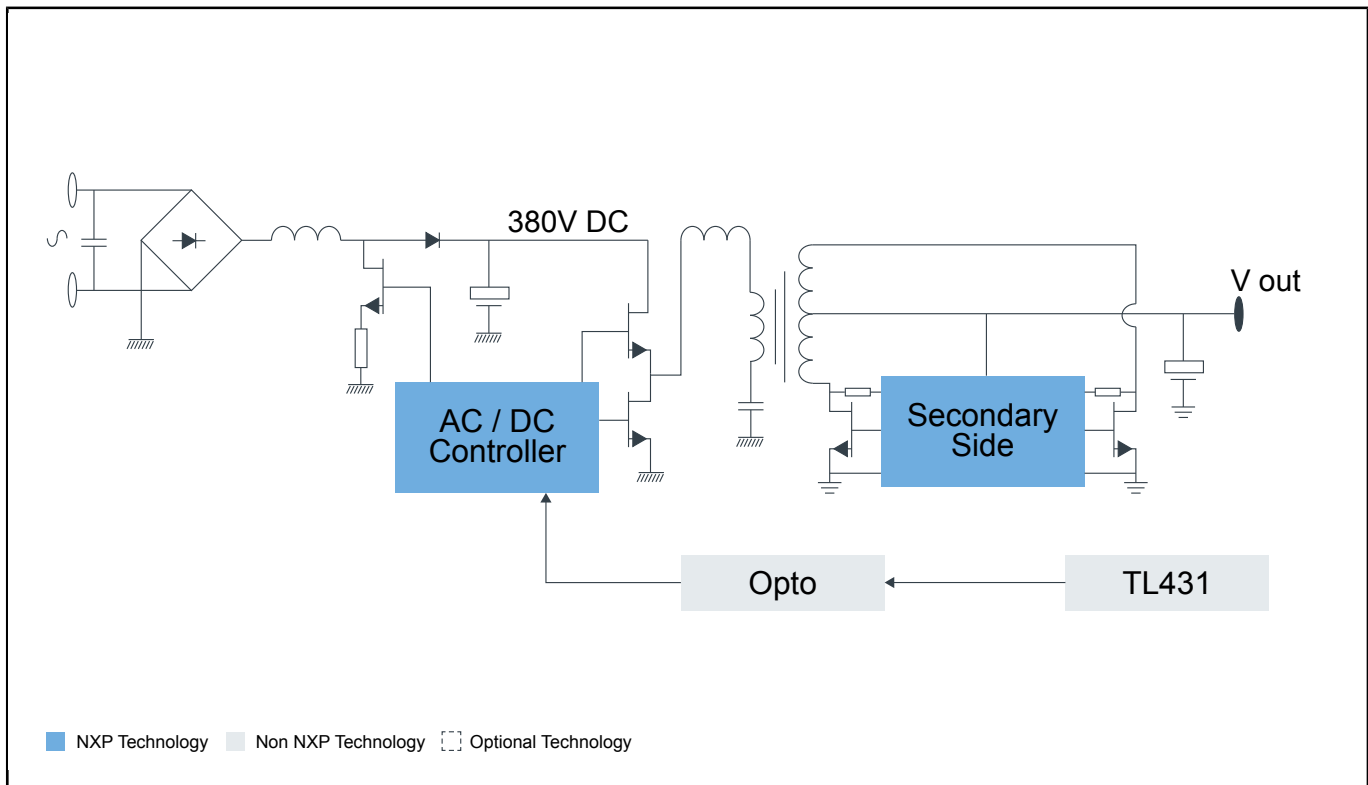 380V DC
V out
AC / DC
Controller
Secondary
Side
Opto
TL431
NXP Technology
Non NXP Technology
Optional Technology